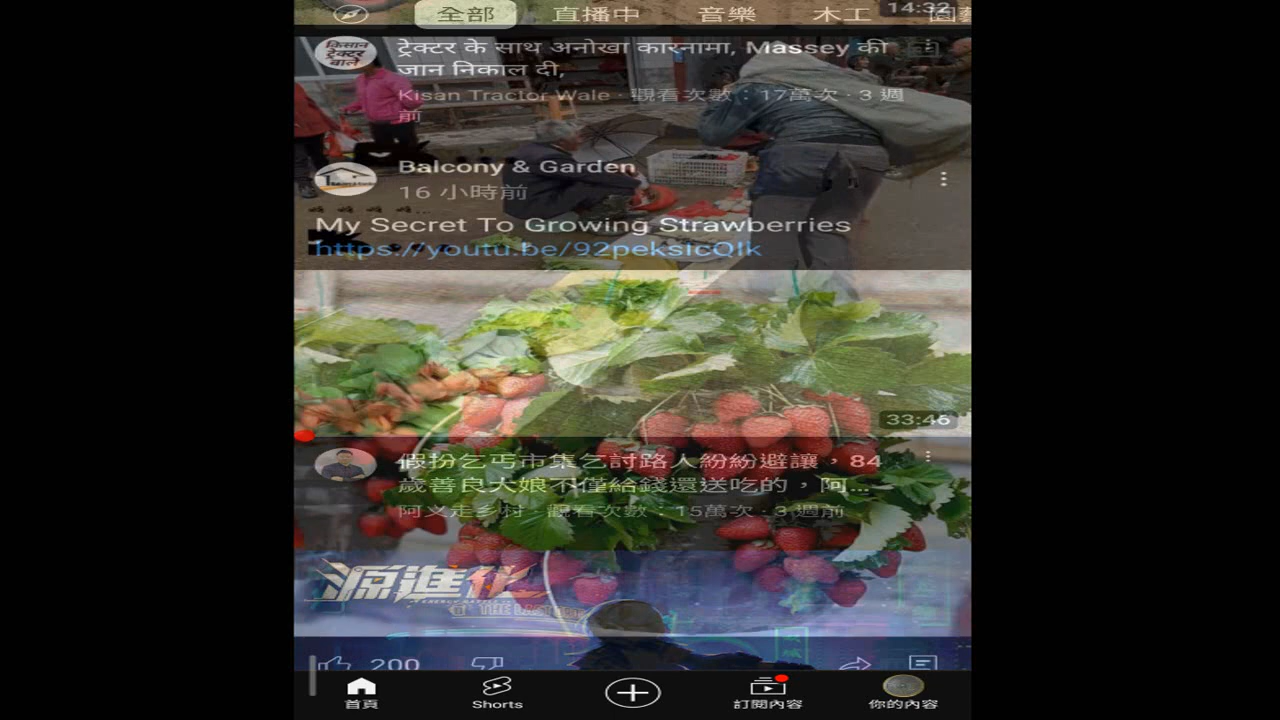 全部 直播中 音樂 木工 園藝
14:32
किसान ट्रेक्टर वाले
ट्रेक्टर के साथ अनोखा कारनामा, Massey की
जान निकाल दी,
Kisan Tractor Wale · 觀看次數：17萬次 · 3 週
前
Balcony & Garden
16 小時前
My Secret To Growing Strawberries
https://youtu.be/92peksIcQlk
33:46
假扮乞丐市集乞討路人紛紛避讓，84
歲善良大娘不僅給錢還送吃的，阿...
阿义走乡村 · 觀看次數：15萬次 · 3 週前
源進化
200
首頁 Shorts 訂閱內容 你的內容